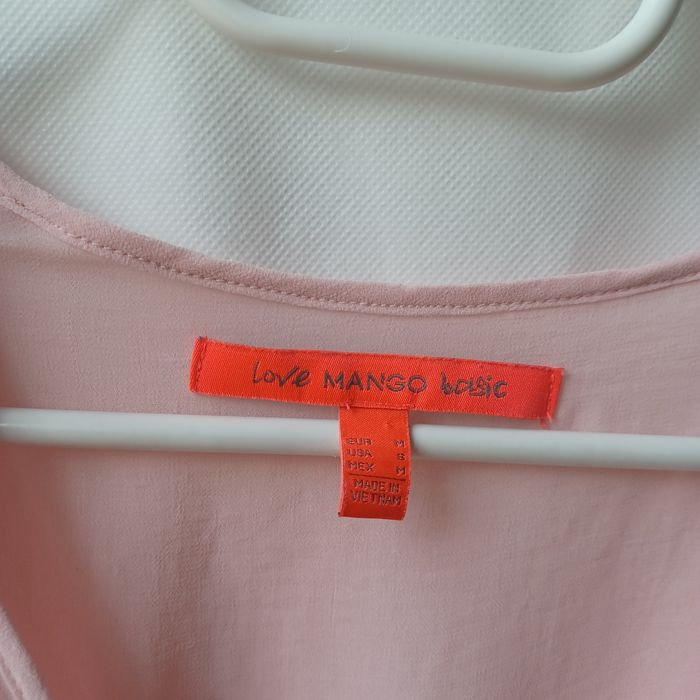 love MANGO basic
EUR M
USA S
MEX M
MADE IN
VIETNAM